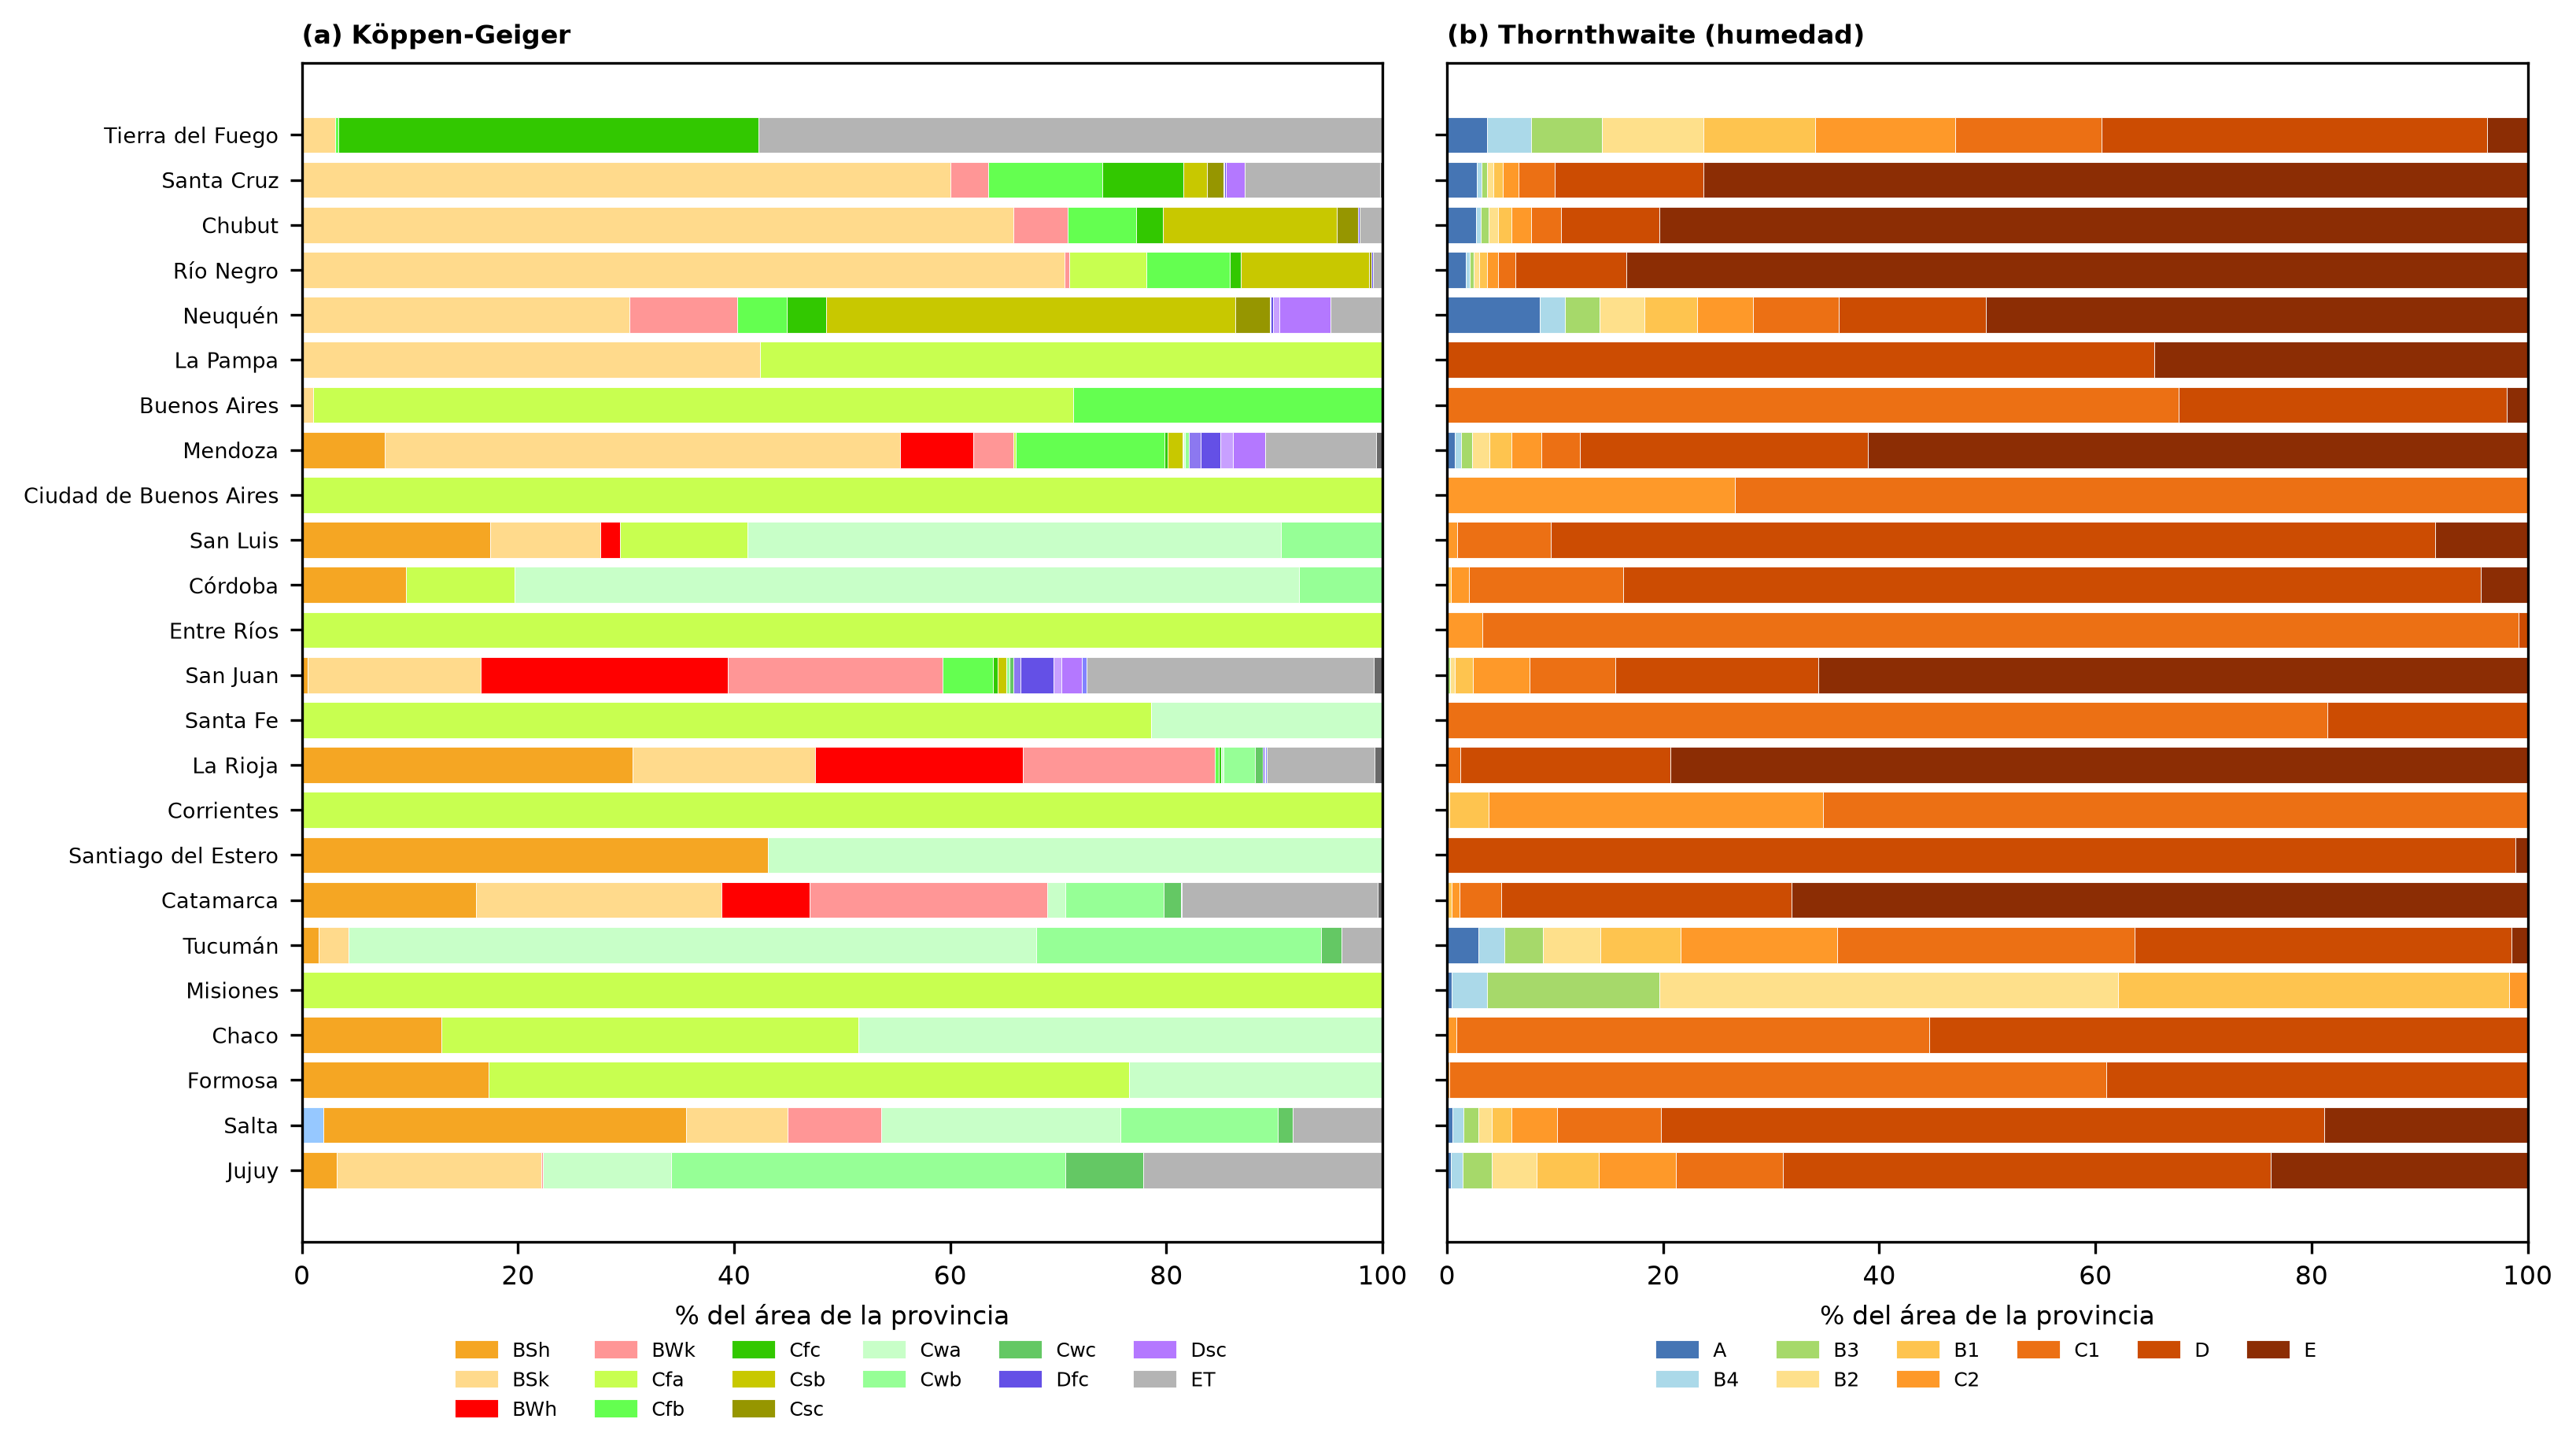 (a) Köppen-Geiger
Tierra del Fuego
Santa Cruz
Chubut
Río Negro
Neuquén
La Pampa
Buenos Aires
Mendoza
Ciudad de Buenos Aires
San Luis
Córdoba
Entre Ríos
San Juan
Santa Fe
La Rioja
Corrientes
Santiago del Estero
Catamarca
Tucumán
Misiones
Chaco
Formosa
Salta
Jujuy
0 20 40 60 80 100
% del área de la provincia
BSh BWk Cfc Cwa Cwc Dsc
BSk Cfa Csb Cwb Dfc ET
BWh Cfb Csc
(b) Thornthwaite (humedad)
0 20 40 60 80 100
% del área de la provincia
A B3 B1 C1 D E
B4 B2 C2